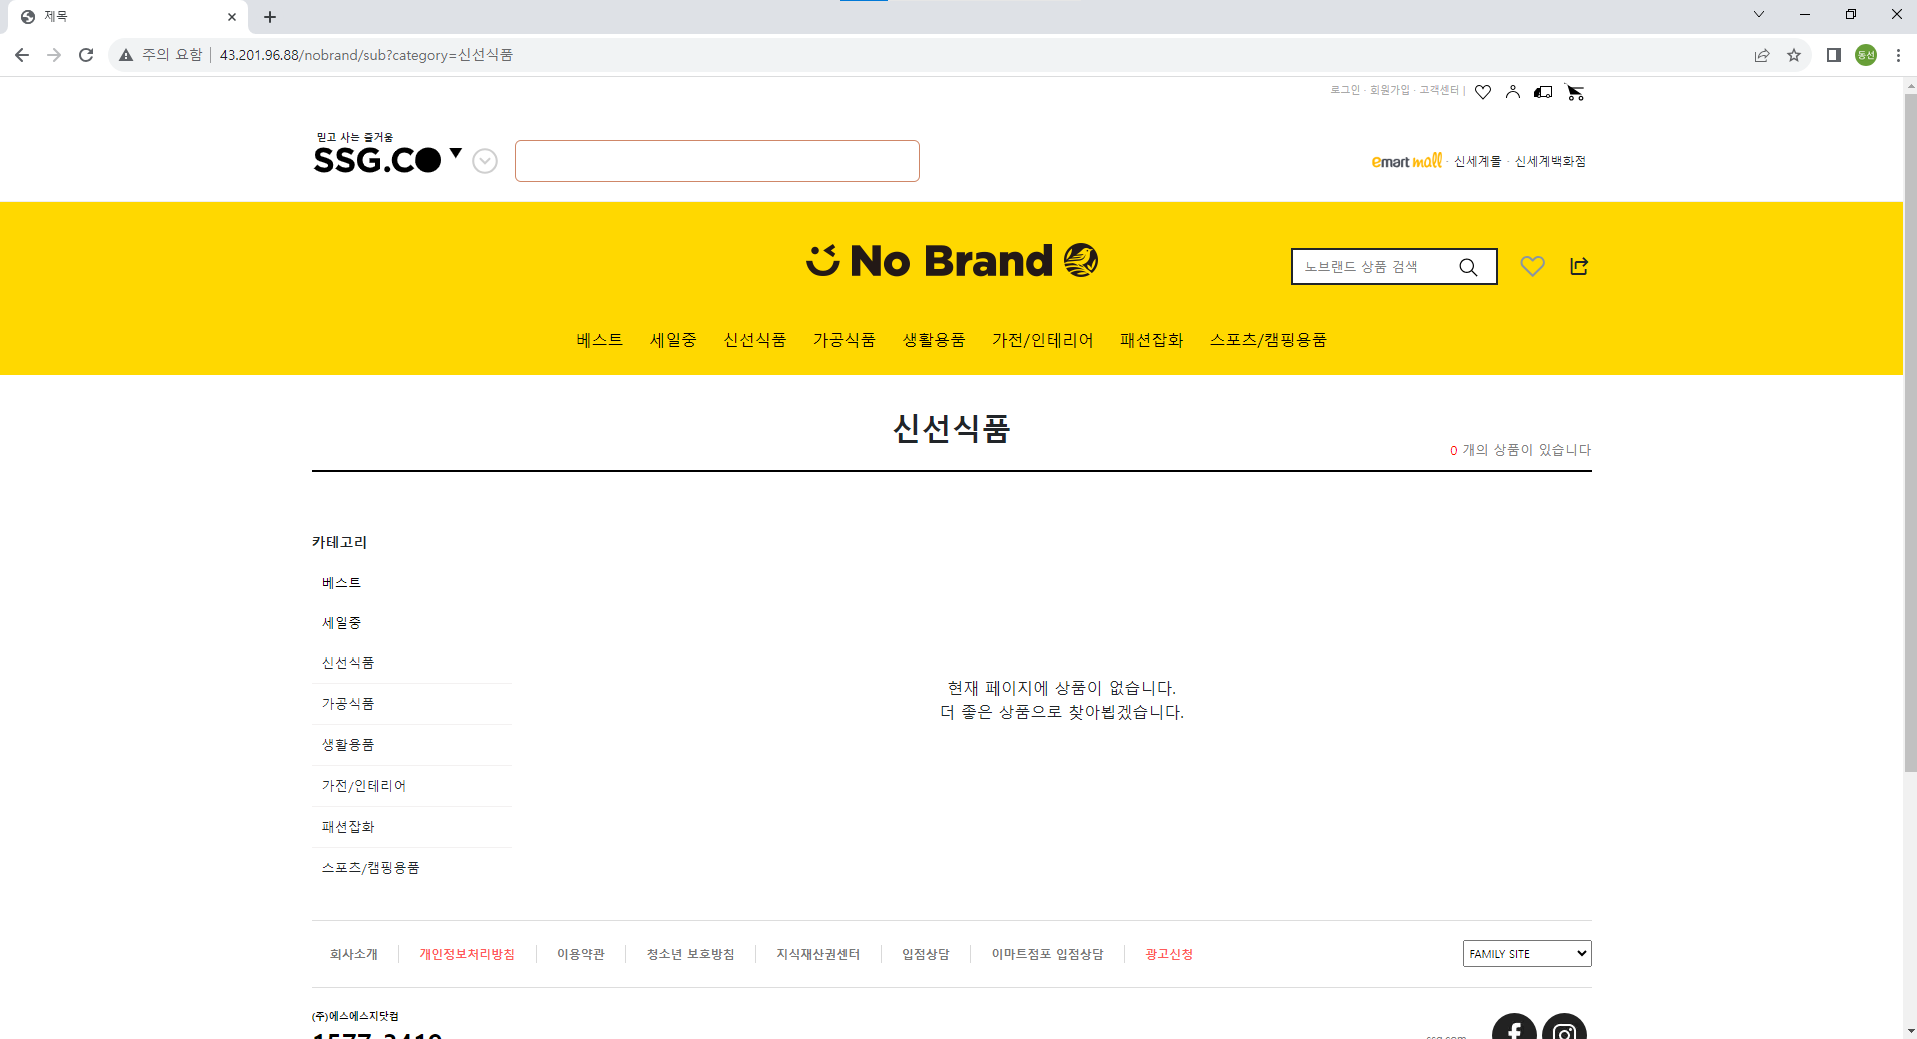 제목
주의 요함 43.201.96.88/nobrand/sub?category=신선식품
동선
로그인 · 회원가입 · 고객센터 |
믿고 사는 즐거움
SSG.CO
emart mall · 신세계몰 · 신세계백화점
No Brand
노브랜드 상품 검색
베스트 세일중 신선식품 가공식품 생활용품 가전/인테리어 패션잡화 스포츠/캠핑용품
신선식품
0 개의 상품이 있습니다
카테고리
베스트
세일중
신선식품
가공식품
생활용품
가전/인테리어
패션잡화
스포츠/캠핑용품
현재 페이지에 상품이 없습니다.
더 좋은 상품으로 찾아뵙겠습니다.
회사소개 개인정보처리방침 이용약관 청소년 보호방침 지식재산권센터 입점상담 이마트점포 입점상담 광고신청
FAMILY SITE
(주)에스에스지닷컴
1577-3419
ssg.com